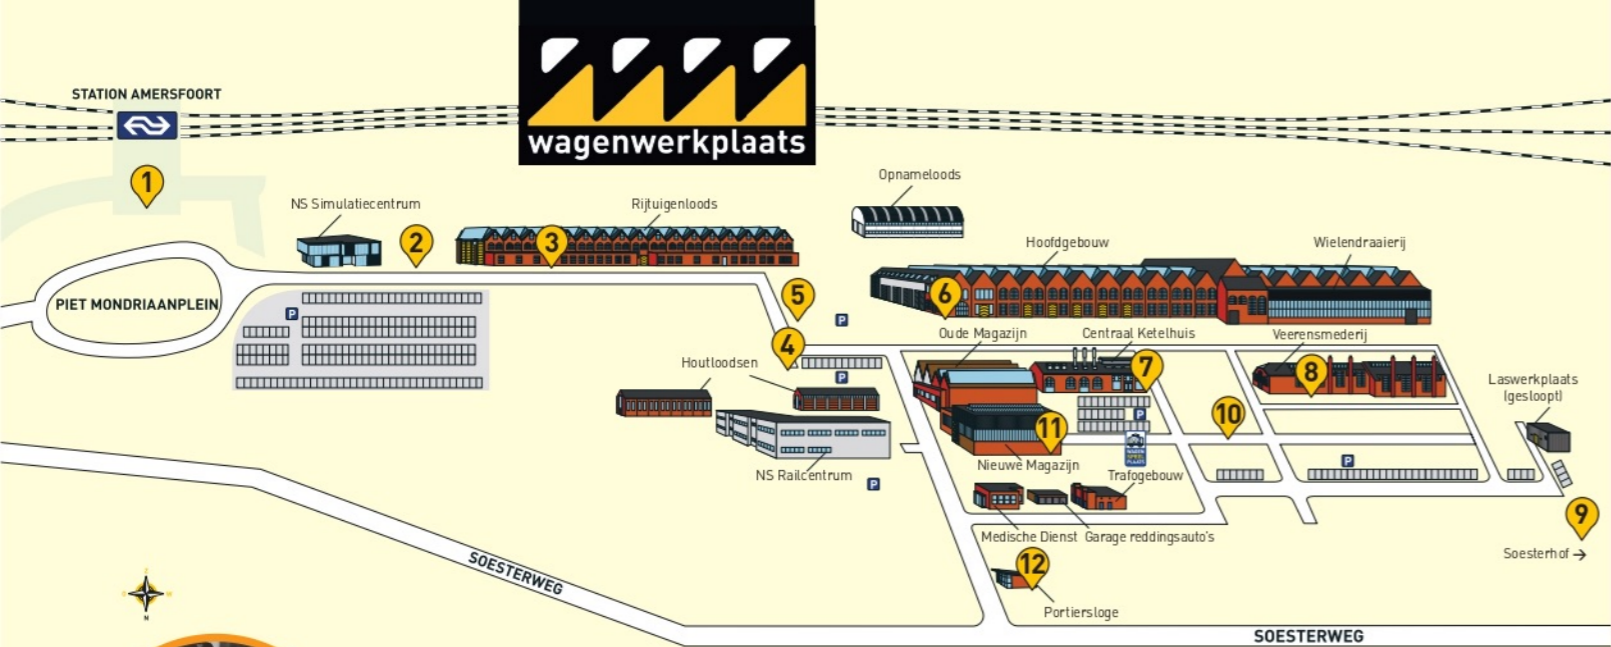 wagenwerkplaats
STATION AMERSFOORT
1
Opnameloods
NS Simulatiecentrum
Rijtuigenloods
2
3
Hoofdgebouw
Wielendraaierij
PIET MONDRIAANPLEIN
P
5
6
P
Oude Magazijn
Centraal Ketelhuis
Veerensmederij
4
Houtloodsen
P
7
8
Laswerkplaats
(gesloopt)
10
P
11
Nieuwe Magazijn
P
NS Railcentrum
P
Trafogebouw
9
Medische Dienst
Garage reddingsauto's
Soesterhof →
12
SOESTERWEG
Portiersloge
SOESTERWEG
Z
O
W
N